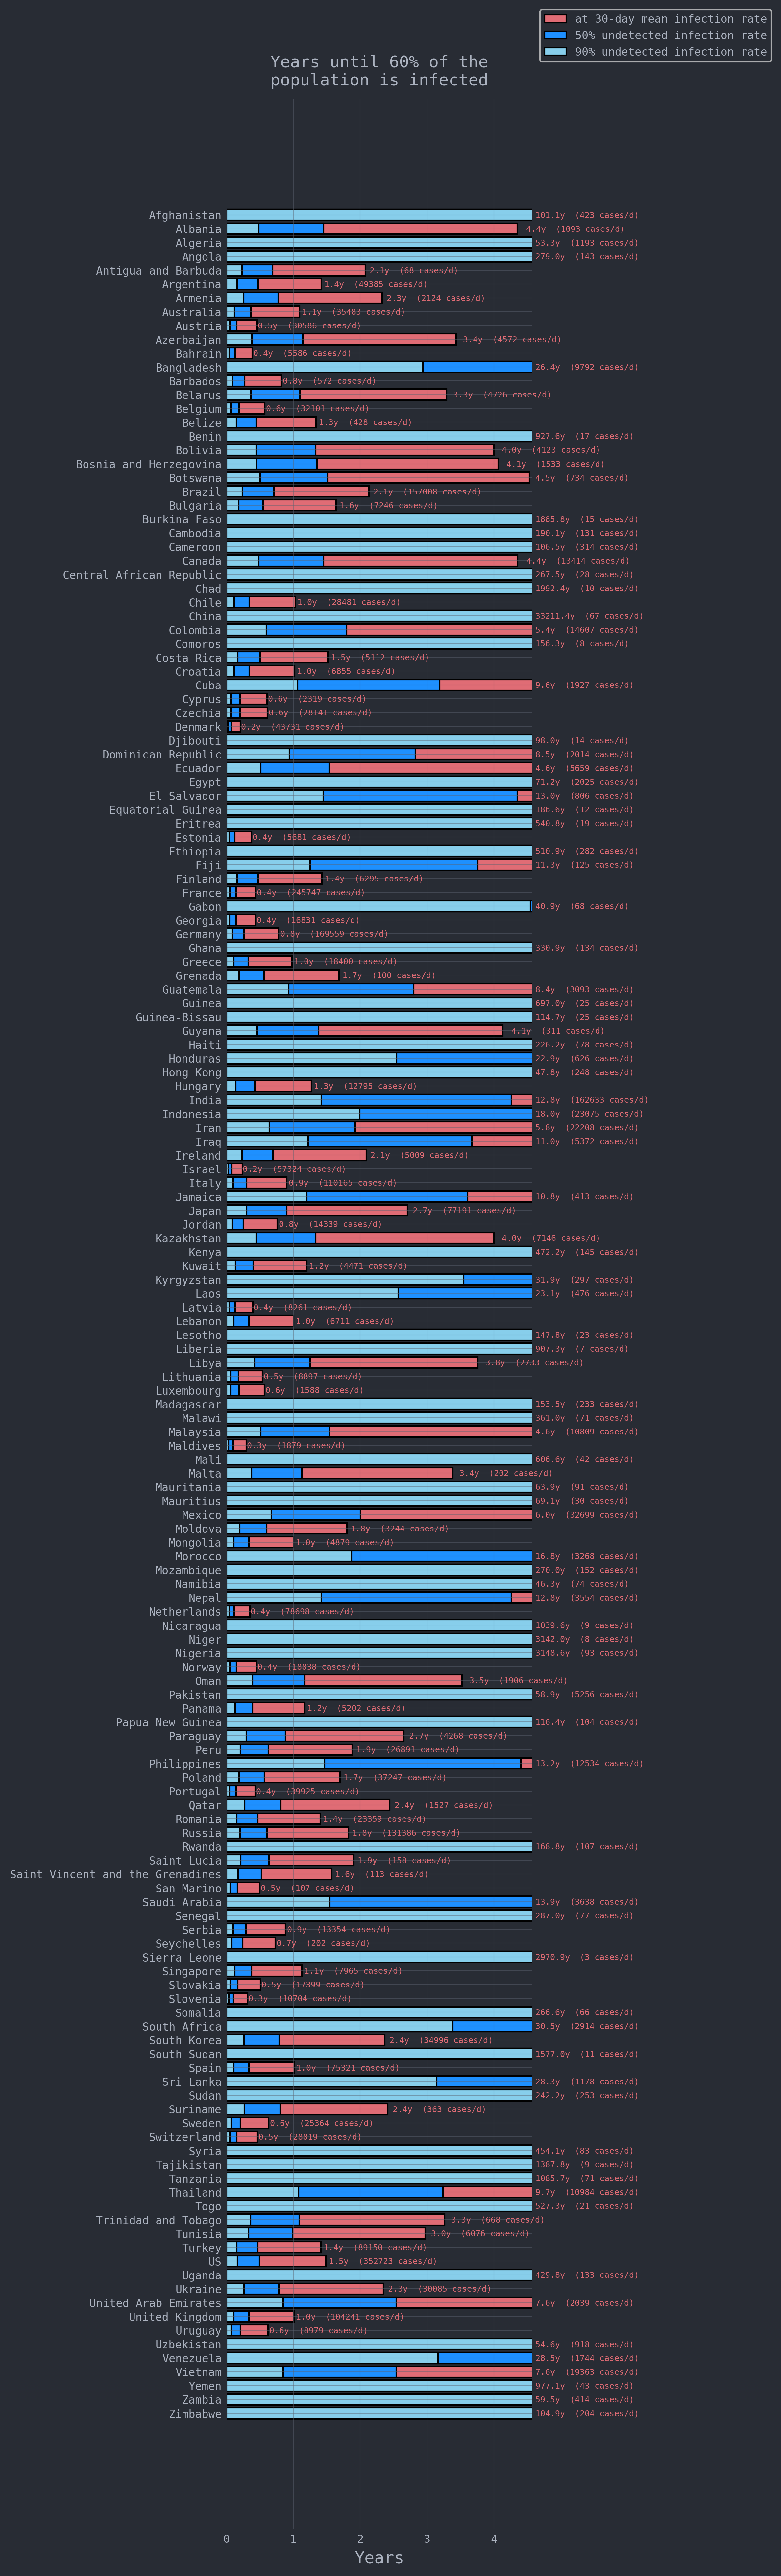 at 30-day mean infection rate
50% undetected infection rate
90% undetected infection rate
Years until 60% of the
population is infected
Afghanistan 101.1y (423 cases/d)
Albania 4.4y (1093 cases/d)
Algeria 53.3y (1193 cases/d)
Angola 279.0y (143 cases/d)
Antigua and Barbuda 2.1y (68 cases/d)
Argentina 1.4y (49385 cases/d)
Armenia 2.3y (2124 cases/d)
Australia 1.1y (35483 cases/d)
Austria 0.5y (30586 cases/d)
Azerbaijan 3.4y (4572 cases/d)
Bahrain 0.4y (5586 cases/d)
Bangladesh 26.4y (9792 cases/d)
Barbados 0.8y (572 cases/d)
Belarus 3.3y (4726 cases/d)
Belgium 0.6y (32101 cases/d)
Belize 1.3y (428 cases/d)
Benin 927.6y (17 cases/d)
Bolivia 4.0y (4123 cases/d)
Bosnia and Herzegovina 4.1y (1533 cases/d)
Botswana 4.5y (734 cases/d)
Brazil 2.1y (157008 cases/d)
Bulgaria 1.6y (7246 cases/d)
Burkina Faso 1885.8y (15 cases/d)
Cambodia 190.1y (131 cases/d)
Cameroon 106.5y (314 cases/d)
Canada 4.4y (13414 cases/d)
Central African Republic 267.5y (28 cases/d)
Chad 1992.4y (10 cases/d)
Chile 1.0y (28481 cases/d)
China 33211.4y (67 cases/d)
Colombia 5.4y (14607 cases/d)
Comoros 156.3y (8 cases/d)
Costa Rica 1.5y (5112 cases/d)
Croatia 1.0y (6855 cases/d)
Cuba 9.6y (1927 cases/d)
Cyprus 0.6y (2319 cases/d)
Czechia 0.6y (28141 cases/d)
Denmark 0.2y (43731 cases/d)
Djibouti 98.0y (14 cases/d)
Dominican Republic 8.5y (2014 cases/d)
Ecuador 4.6y (5659 cases/d)
Egypt 71.2y (2025 cases/d)
El Salvador 13.0y (806 cases/d)
Equatorial Guinea 186.6y (12 cases/d)
Eritrea 540.8y (19 cases/d)
Estonia 0.4y (5681 cases/d)
Ethiopia 510.9y (282 cases/d)
Fiji 11.3y (125 cases/d)
Finland 1.4y (6295 cases/d)
France 0.4y (245747 cases/d)
Gabon 40.9y (68 cases/d)
Georgia 0.4y (16831 cases/d)
Germany 0.8y (169559 cases/d)
Ghana 330.9y (134 cases/d)
Greece 1.0y (18400 cases/d)
Grenada 1.7y (100 cases/d)
Guatemala 8.4y (3093 cases/d)
Guinea 697.0y (25 cases/d)
Guinea-Bissau 114.7y (25 cases/d)
Guyana 4.1y (311 cases/d)
Haiti 226.2y (78 cases/d)
Honduras 22.9y (626 cases/d)
Hong Kong 47.8y (248 cases/d)
Hungary 1.3y (12795 cases/d)
India 12.8y (162633 cases/d)
Indonesia 18.0y (23075 cases/d)
Iran 5.8y (22208 cases/d)
Iraq 11.0y (5372 cases/d)
Ireland 2.1y (5009 cases/d)
Israel 0.2y (57324 cases/d)
Italy 0.9y (110165 cases/d)
Jamaica 10.8y (413 cases/d)
Japan 2.7y (77191 cases/d)
Jordan 0.8y (14339 cases/d)
Kazakhstan 4.0y (7146 cases/d)
Kenya 472.2y (145 cases/d)
Kuwait 1.2y (4471 cases/d)
Kyrgyzstan 31.9y (297 cases/d)
Laos 23.1y (476 cases/d)
Latvia 0.4y (8261 cases/d)
Lebanon 1.0y (6711 cases/d)
Lesotho 147.8y (23 cases/d)
Liberia 907.3y (7 cases/d)
Libya 3.8y (2733 cases/d)
Lithuania 0.5y (8897 cases/d)
Luxembourg 0.6y (1588 cases/d)
Madagascar 153.5y (233 cases/d)
Malawi 361.0y (71 cases/d)
Malaysia 4.6y (10809 cases/d)
Maldives 0.3y (1879 cases/d)
Mali 606.6y (42 cases/d)
Malta 3.4y (202 cases/d)
Mauritania 63.9y (91 cases/d)
Mauritius 69.1y (30 cases/d)
Mexico 6.0y (32699 cases/d)
Moldova 1.8y (3244 cases/d)
Mongolia 1.0y (4879 cases/d)
Morocco 16.8y (3268 cases/d)
Mozambique 270.0y (152 cases/d)
Namibia 46.3y (74 cases/d)
Nepal 12.8y (3554 cases/d)
Netherlands 0.4y (78698 cases/d)
Nicaragua 1039.6y (9 cases/d)
Niger 3142.0y (8 cases/d)
Nigeria 3148.6y (93 cases/d)
Norway 0.4y (18838 cases/d)
Oman 3.5y (1906 cases/d)
Pakistan 58.9y (5256 cases/d)
Panama 1.2y (5202 cases/d)
Papua New Guinea 116.4y (104 cases/d)
Paraguay 2.7y (4268 cases/d)
Peru 1.9y (26891 cases/d)
Philippines 13.2y (12534 cases/d)
Poland 1.7y (37247 cases/d)
Portugal 0.4y (39925 cases/d)
Qatar 2.4y (1527 cases/d)
Romania 1.4y (23359 cases/d)
Russia 1.8y (131386 cases/d)
Rwanda 168.8y (107 cases/d)
Saint Lucia 1.9y (158 cases/d)
Saint Vincent and the Grenadines 1.6y (113 cases/d)
San Marino 0.5y (107 cases/d)
Saudi Arabia 13.9y (3638 cases/d)
Senegal 287.0y (77 cases/d)
Serbia 0.9y (13354 cases/d)
Seychelles 0.7y (202 cases/d)
Sierra Leone 2970.9y (3 cases/d)
Singapore 1.1y (7965 cases/d)
Slovakia 0.5y (17399 cases/d)
Slovenia 0.3y (10704 cases/d)
Somalia 266.6y (66 cases/d)
South Africa 30.5y (2914 cases/d)
South Korea 2.4y (34996 cases/d)
South Sudan 1577.0y (11 cases/d)
Spain 1.0y (75321 cases/d)
Sri Lanka 28.3y (1178 cases/d)
Sudan 242.2y (253 cases/d)
Suriname 2.4y (363 cases/d)
Sweden 0.6y (25364 cases/d)
Switzerland 0.5y (28819 cases/d)
Syria 454.1y (83 cases/d)
Tajikistan 1387.8y (9 cases/d)
Tanzania 1085.7y (71 cases/d)
Thailand 9.7y (10984 cases/d)
Togo 527.3y (21 cases/d)
Trinidad and Tobago 3.3y (668 cases/d)
Tunisia 3.0y (6076 cases/d)
Turkey 1.4y (89150 cases/d)
US 1.5y (352723 cases/d)
Uganda 429.8y (133 cases/d)
Ukraine 2.3y (30085 cases/d)
United Arab Emirates 7.6y (2039 cases/d)
United Kingdom 1.0y (104241 cases/d)
Uruguay 0.6y (8979 cases/d)
Uzbekistan 54.6y (918 cases/d)
Venezuela 28.5y (1744 cases/d)
Vietnam 7.6y (19363 cases/d)
Yemen 977.1y (43 cases/d)
Zambia 59.5y (414 cases/d)
Zimbabwe 104.9y (204 cases/d)
0 1 2 3 4
Years